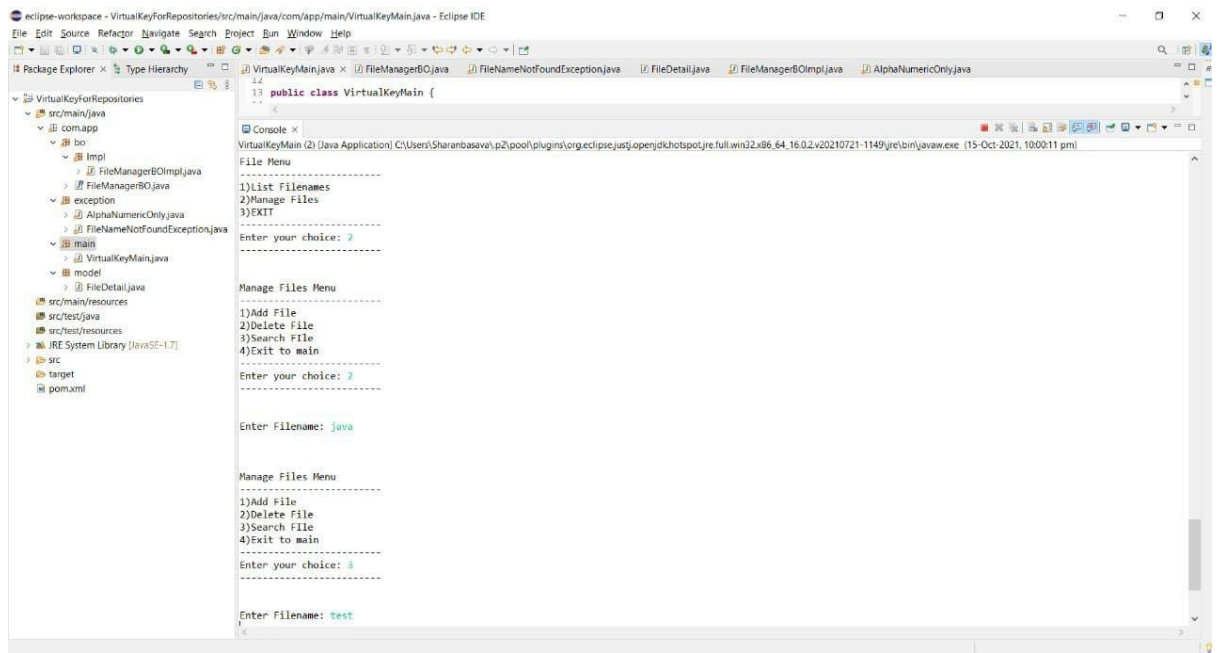 eclipse-workspace - VirtualKeyForRepositories/src/main/java/com/app/main/VirtualKeyMain.java - Eclipse IDE
File Edit Source Refactor Navigate Search Project Run Window Help
Package Explorer Type Hierarchy
VirtualKeyMain.java FileManagerBO.java FileNameNotFoundException.java FileDetail.java FileManagerBOImpl.java AlphaNumericOnly.java
12
13 public class VirtualKeyMain {
VirtualKeyForRepositories
src/main/java
com.app
bo
Impl
FileManagerBOImpl.java
FileManagerBO.java
exception
AlphaNumericOnly.java
FileNameNotFoundException.java
main
VirtualKeyMain.java
model
FileDetail.java
src/main/resources
src/test/java
src/test/resources
JRE System Library [JavaSE-1.7]
src
target
pom.xml
Console
VirtualKeyMain (2) [Java Application] C:\Users\Sharanbasava\.p2\pool\plugins\org.eclipse.justj.openjdk.hotspot.jre.full.win32.x86_64_16.0.2.v20210721-1149\jre\bin\javaw.exe (15-Oct-2021, 10:00:11 pm)
File Menu
-------------------------
1)List Filenames
2)Manage Files
3)EXIT
-------------------------
Enter your choice: 2
-------------------------
Manage Files Menu
-------------------------
1)Add File
2)Delete File
3)Search FIle
4)Exit to main
-------------------------
Enter your choice: 2
-------------------------
Enter Filename: java
Manage Files Menu
-------------------------
1)Add File
2)Delete File
3)Search FIle
4)Exit to main
-------------------------
Enter your choice: 3
-------------------------
Enter Filename: test